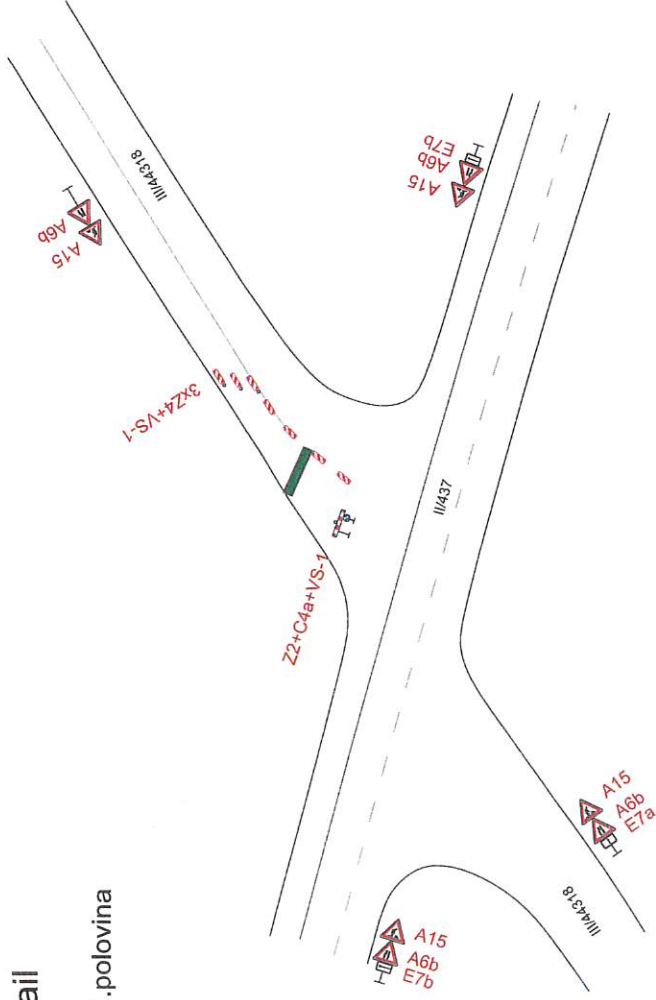 ail
.polovina
A6b
A15
III/44318
3xZ4+VS-1
Z2+C4a+VS-1
II/437
A15
A6b
E7b
A15
A6b
E7a
III/44318
A15
A6b
E7b